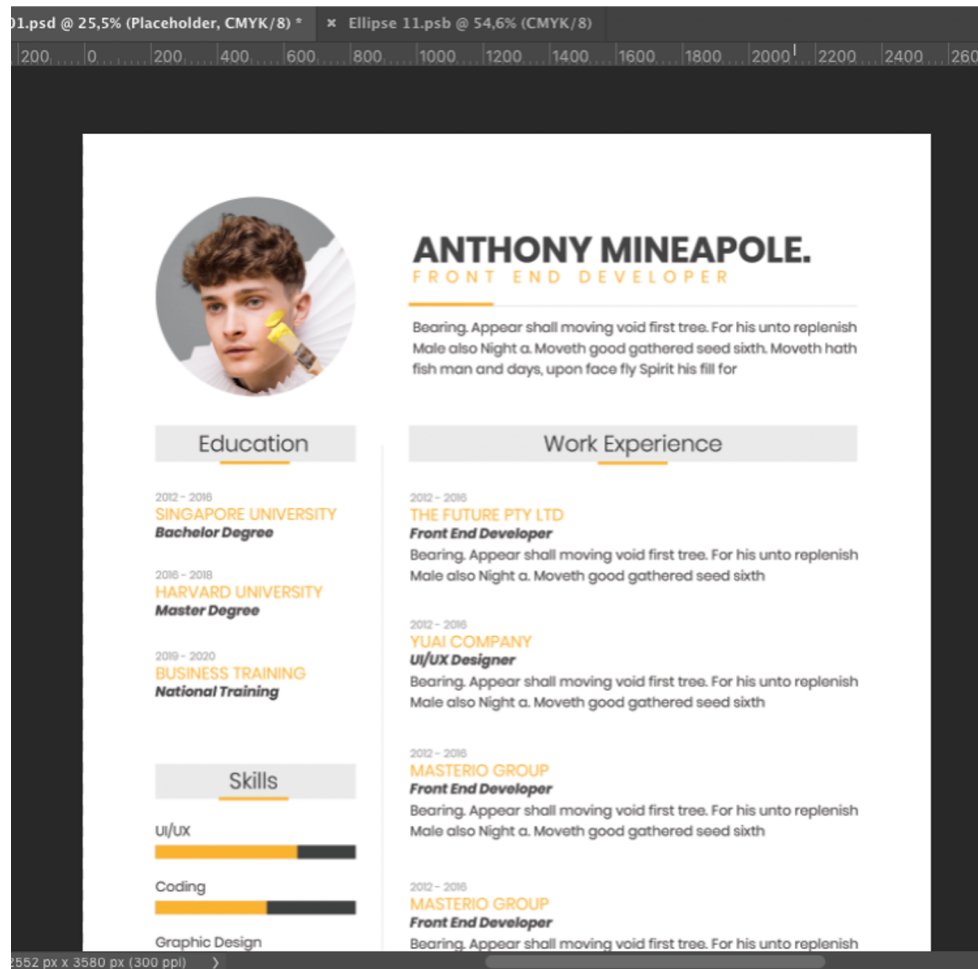 01.psd @ 25,5% (Placeholder, CMYK/8) * × Ellipse 11.psb @ 54,6% (CMYK/8)
200 0 200 400 600 800 1000 1200 1400 1600 1800 2000 2200 2400 260
ANTHONY MINEAPOLE.
FRONT END DEVELOPER
Bearing. Appear shall moving void first tree. For his unto replenish
Male also Night a. Moveth good gathered seed sixth. Moveth hath
fish man and days, upon face fly Spirit his fill for
Education
2012 - 2016
SINGAPORE UNIVERSITY
Bachelor Degree
2016 - 2018
HARVARD UNIVERSITY
Master Degree
2019 - 2020
BUSINESS TRAINING
National Training
Skills
UI/UX
Coding
Graphic Design
Work Experience
2012 - 2016
THE FUTURE PTY LTD
Front End Developer
Bearing. Appear shall moving void first tree. For his unto replenish
Male also Night a. Moveth good gathered seed sixth
2012 - 2016
YUAI COMPANY
UI/UX Designer
Bearing. Appear shall moving void first tree. For his unto replenish
Male also Night a. Moveth good gathered seed sixth
2012 - 2016
MASTERIO GROUP
Front End Developer
Bearing. Appear shall moving void first tree. For his unto replenish
Male also Night a. Moveth good gathered seed sixth
2012 - 2016
MASTERIO GROUP
Front End Developer
Bearing. Appear shall moving void first tree. For his unto replenish
2552 px x 3580 px (300 ppi) >